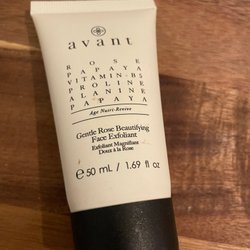 avant
ROSE
PAPAYA
VITAMIN-B5
PROLINE
ALANINE
PAPAYA
Age Nutri-Revive
Gentle Rose Beautifying
Face Exfoliant
Exfoliant Magnifiant
Doux à la Rose
℮ 50 mL / 1.69 fl oz